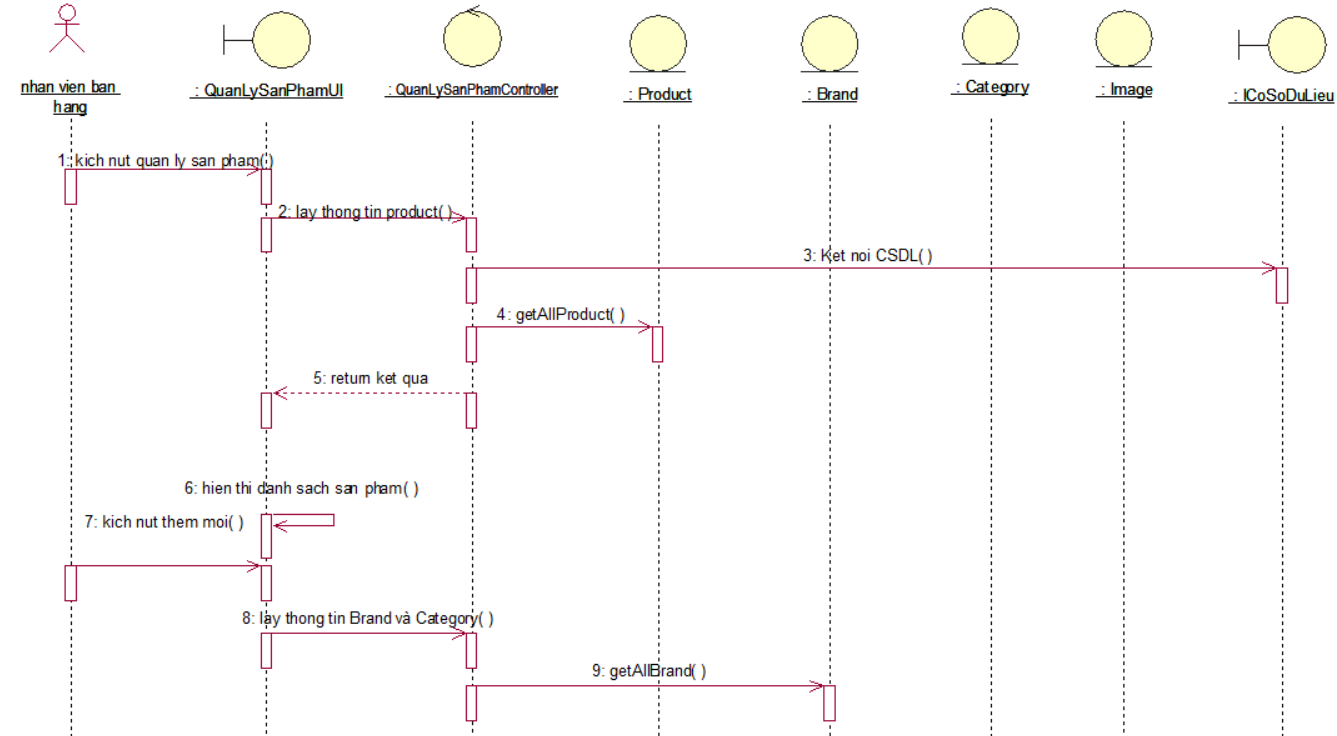 nhan vien ban
hang
: QuanLySanPhamUI
: QuanLySanPhamController
: Product
: Brand
: Category
: Image
: ICoSoDuLieu
1: kich nut quan ly san pham( )
2: lay thong tin product( )
3: Ket noi CSDL( )
4: getAllProduct( )
5: return ket qua
6: hien thi danh sach san pham( )
7: kich nut them moi( )
8: lay thong tin Brand và Category( )
9: getAllBrand( )